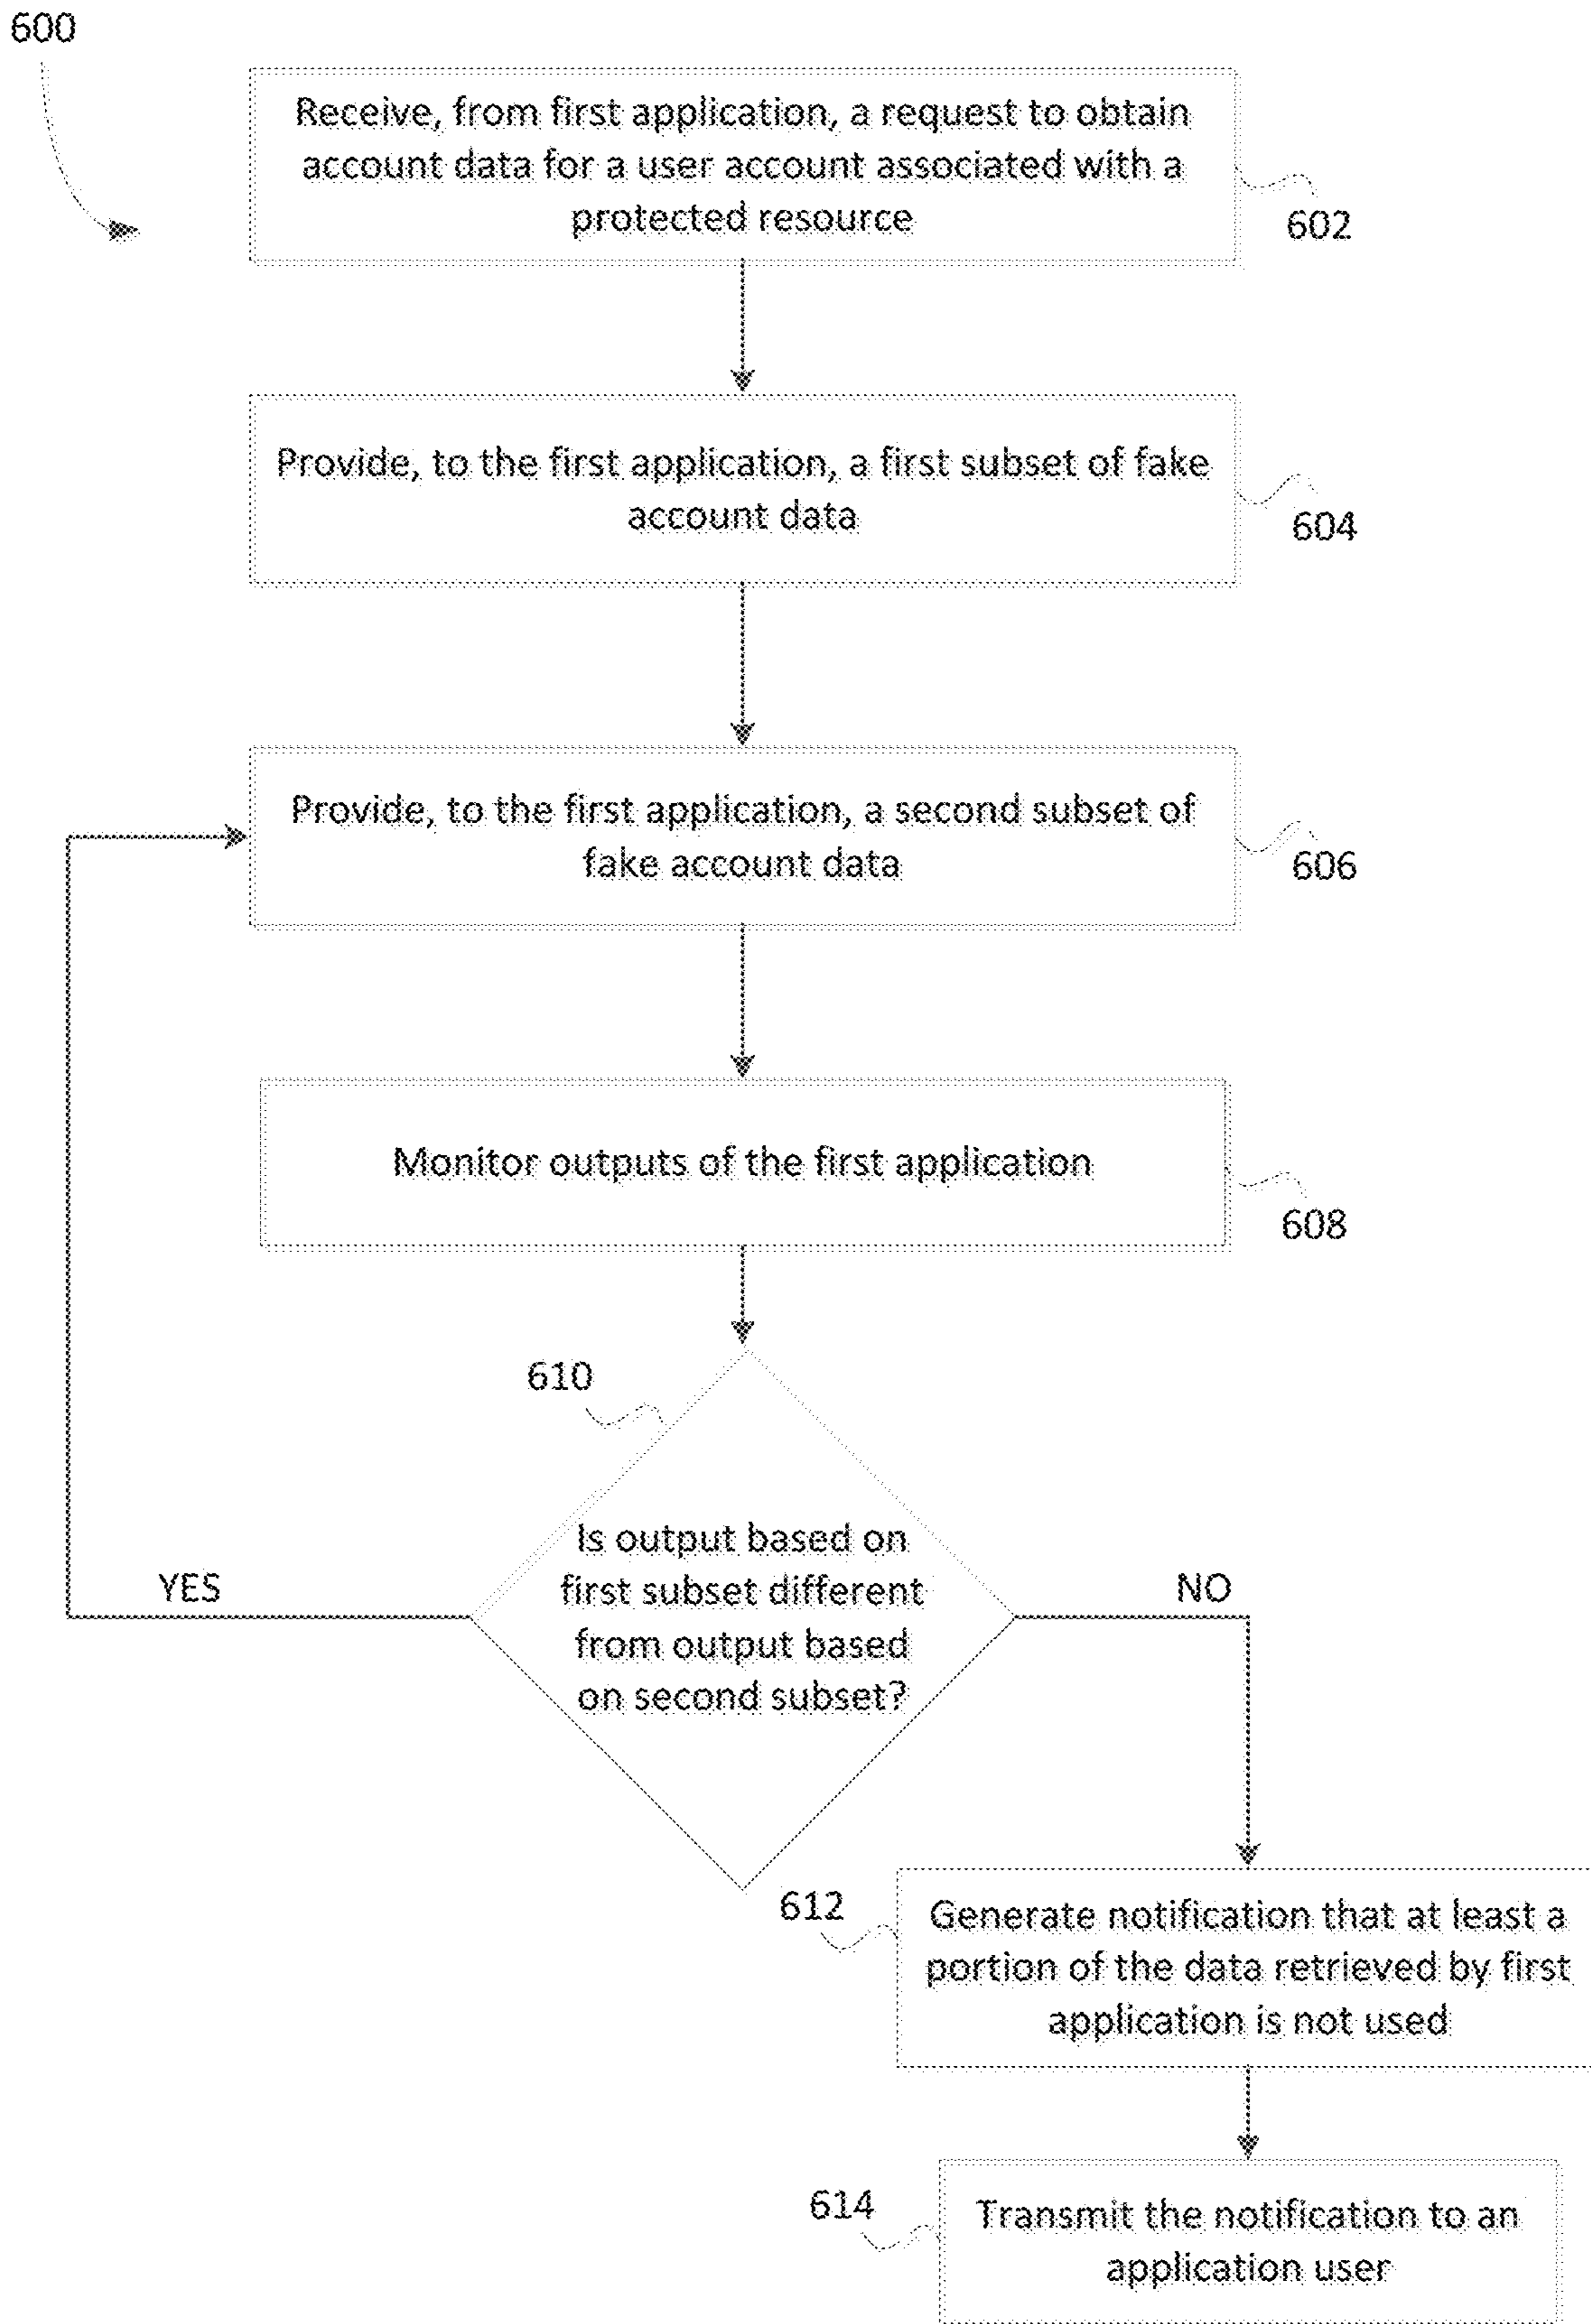 600
Receive, from first application, a request to obtain
account data for a user account associated with a
protected resource
602
Provide, to the first application, a first subset of fake
account data
604
Provide, to the first application, a second subset of
fake account data
606
Monitor outputs of the first application
608
610
Is output based on
first subset different
from output based
on second subset?
YES
NO
612
Generate notification that at least a
portion of the data retrieved by first
application is not used
614
Transmit the notification to an
application user